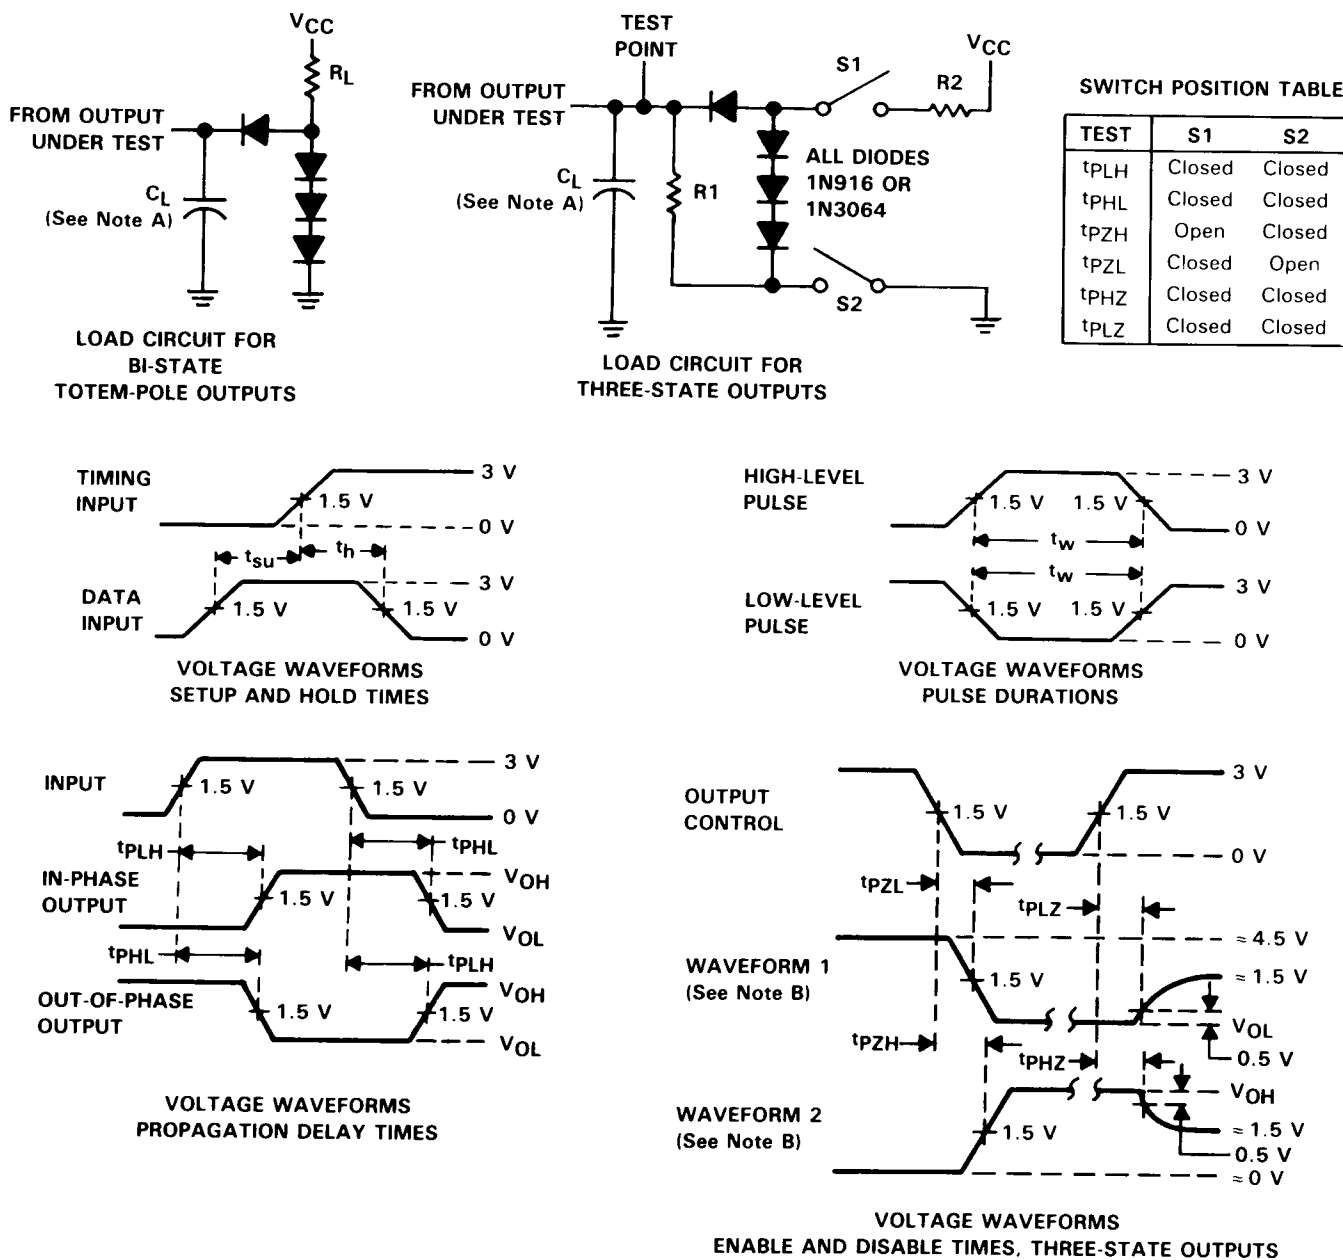 VCC
RL
FROM OUTPUT
UNDER TEST
CL
(See Note A)
LOAD CIRCUIT FOR
BI-STATE
TOTEM-POLE OUTPUTS
TEST
POINT
FROM OUTPUT
UNDER TEST
S1
VCC
R2
CL
(See Note A)
R1
ALL DIODES
1N916 OR
1N3064
S2
LOAD CIRCUIT FOR
THREE-STATE OUTPUTS
SWITCH POSITION TABLE
TEST S1 S2
tPLH Closed Closed
tPHL Closed Closed
tPZH Open Closed
tPZL Closed Open
tPHZ Closed Closed
tPLZ Closed Closed
TIMING
INPUT
3 V
1.5 V
0 V
tsu
th
DATA
INPUT
3 V
1.5 V 1.5 V
0 V
VOLTAGE WAVEFORMS
SETUP AND HOLD TIMES
HIGH-LEVEL
PULSE
3 V
1.5 V 1.5 V
0 V
tw
tw
LOW-LEVEL
PULSE
3 V
1.5 V 1.5 V
0 V
VOLTAGE WAVEFORMS
PULSE DURATIONS
INPUT
3 V
1.5 V 1.5 V
0 V
tPLH
tPHL
IN-PHASE
OUTPUT
VOH
1.5 V 1.5 V
VOL
tPHL
tPLH
OUT-OF-PHASE
OUTPUT
VOH
1.5 V 1.5 V
VOL
VOLTAGE WAVEFORMS
PROPAGATION DELAY TIMES
OUTPUT
CONTROL
3 V
1.5 V 1.5 V
0 V
tPZL
tPLZ
WAVEFORM 1
(See Note B)
≈ 4.5 V
≈ 1.5 V
1.5 V
VOL
0.5 V
tPZH
tPHZ
WAVEFORM 2
(See Note B)
VOH
1.5 V
≈ 1.5 V
0.5 V
≈ 0 V
VOLTAGE WAVEFORMS
ENABLE AND DISABLE TIMES, THREE-STATE OUTPUTS